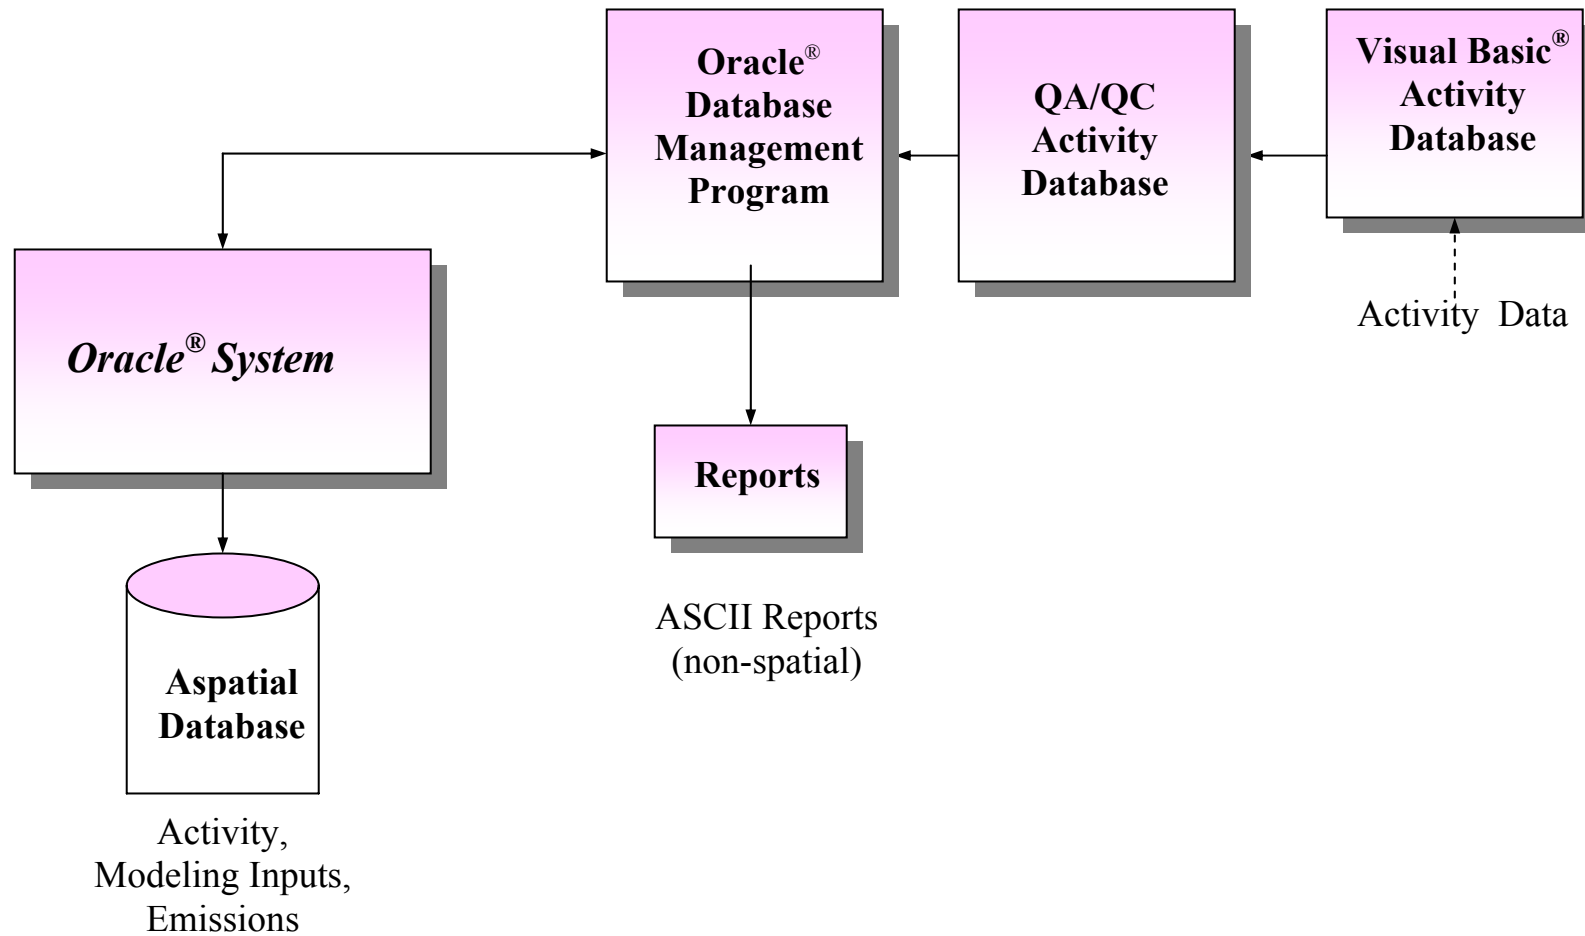 Oracle®
Database
Management
Program
QA/QC
Activity
Database
Visual Basic®
Activity
Database
Activity Data
Oracle® System
Reports
ASCII Reports
(non-spatial)
Aspatial
Database
Activity,
Modeling Inputs,
Emissions